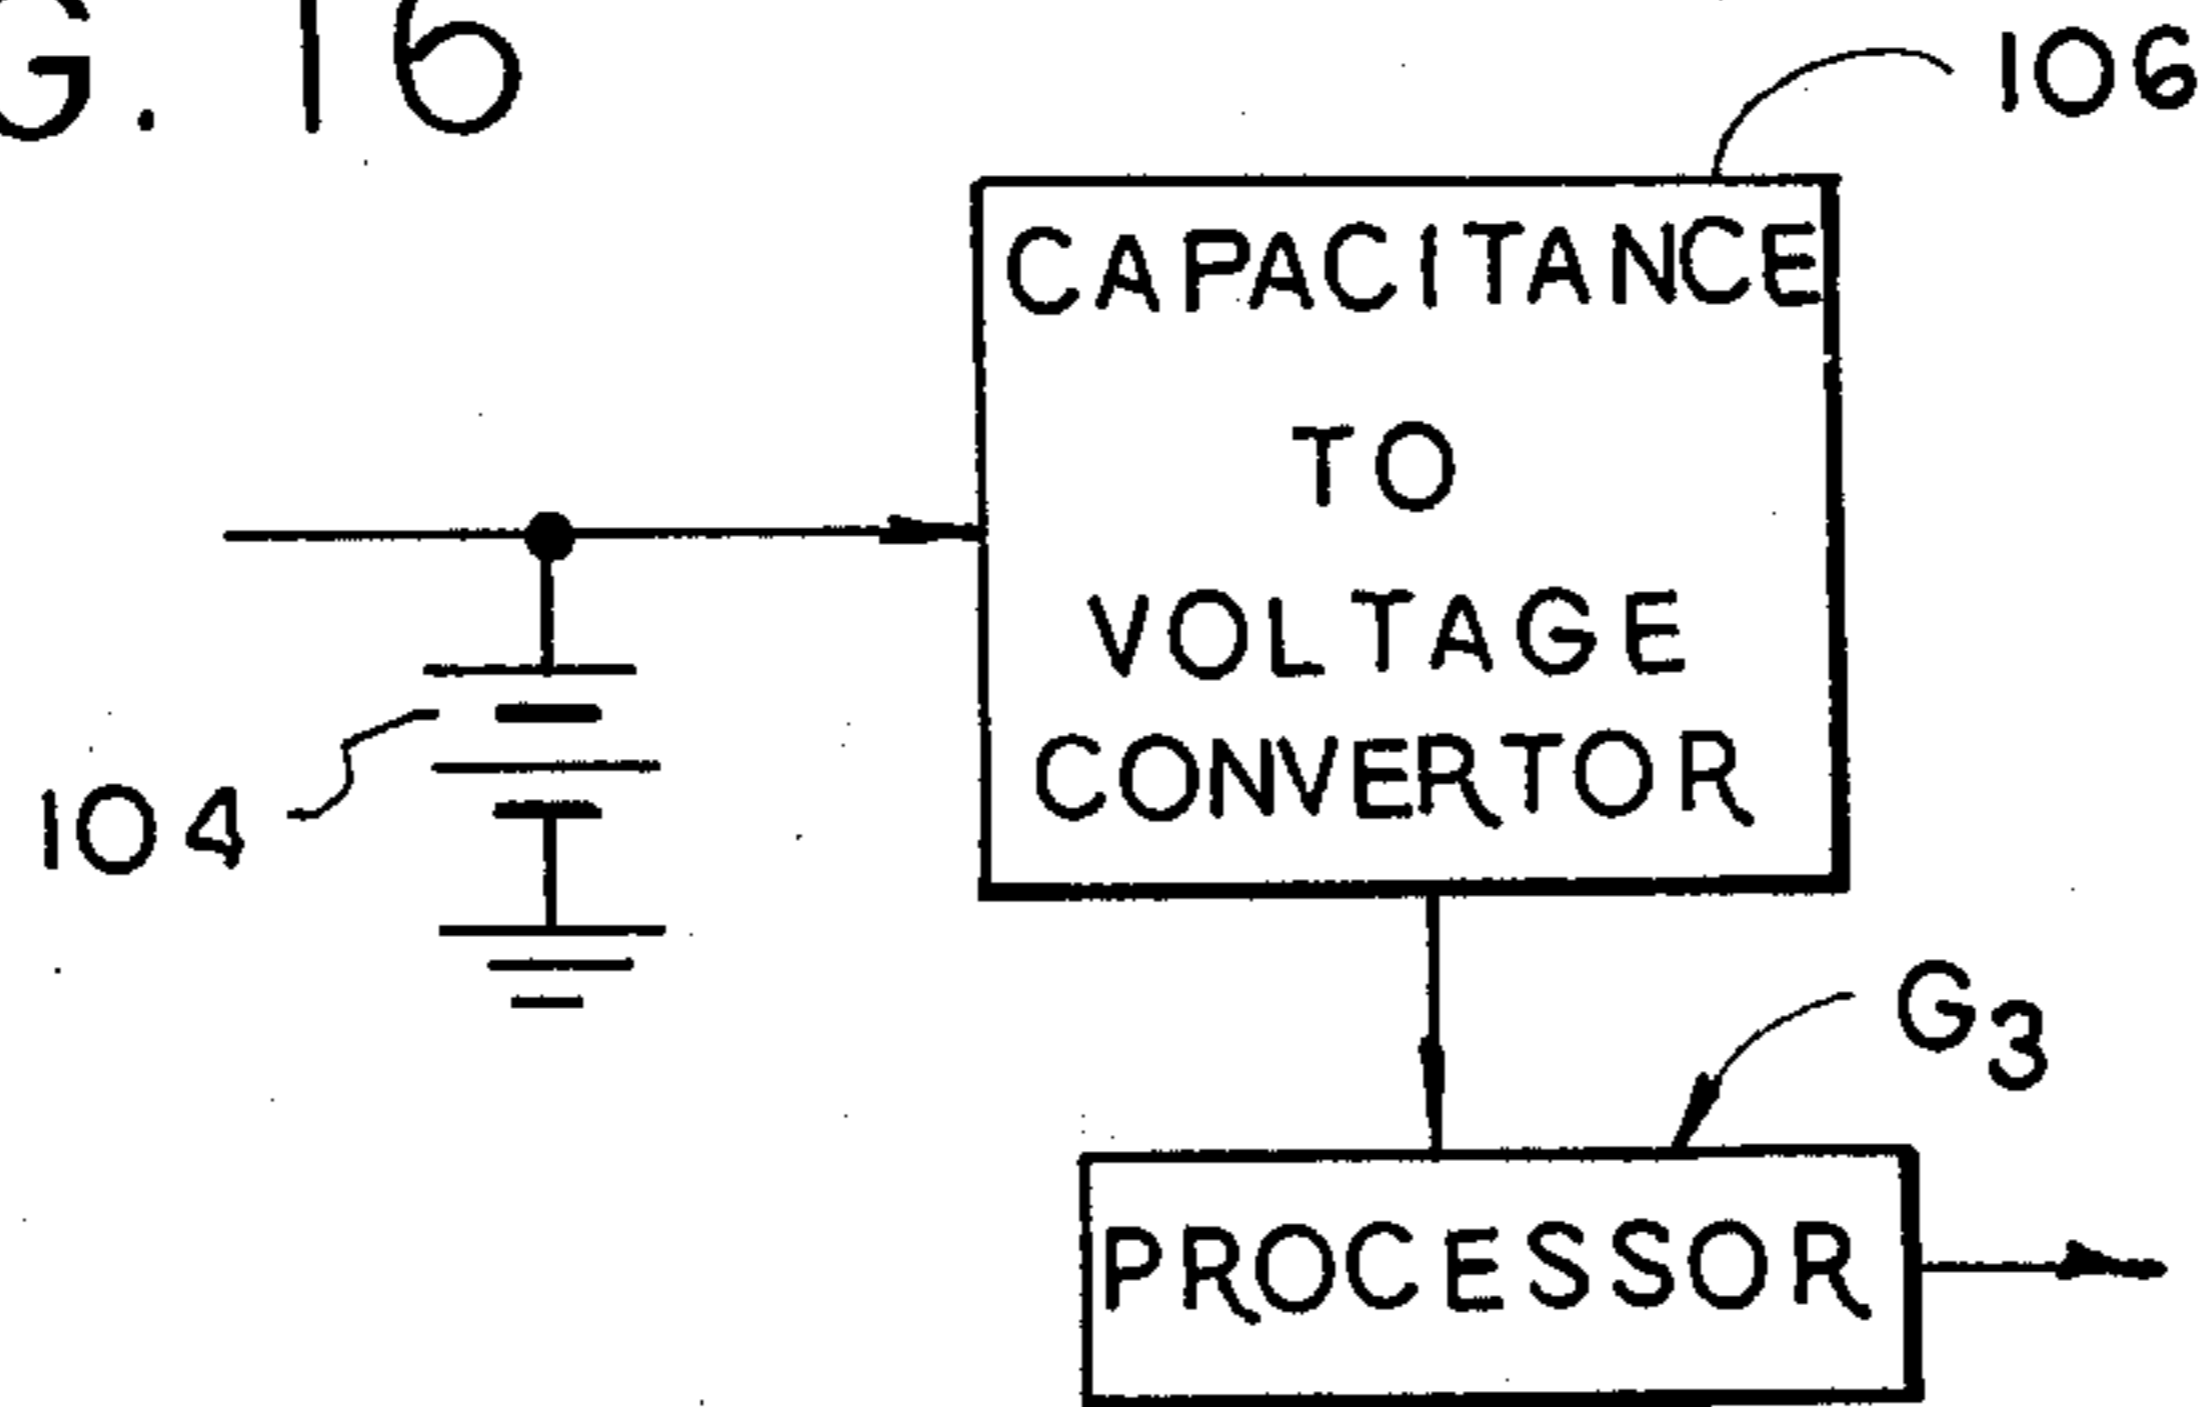 G. 16
106
CAPACITANCE
TO
VOLTAGE
CONVERTOR
104
G3
PROCESSOR